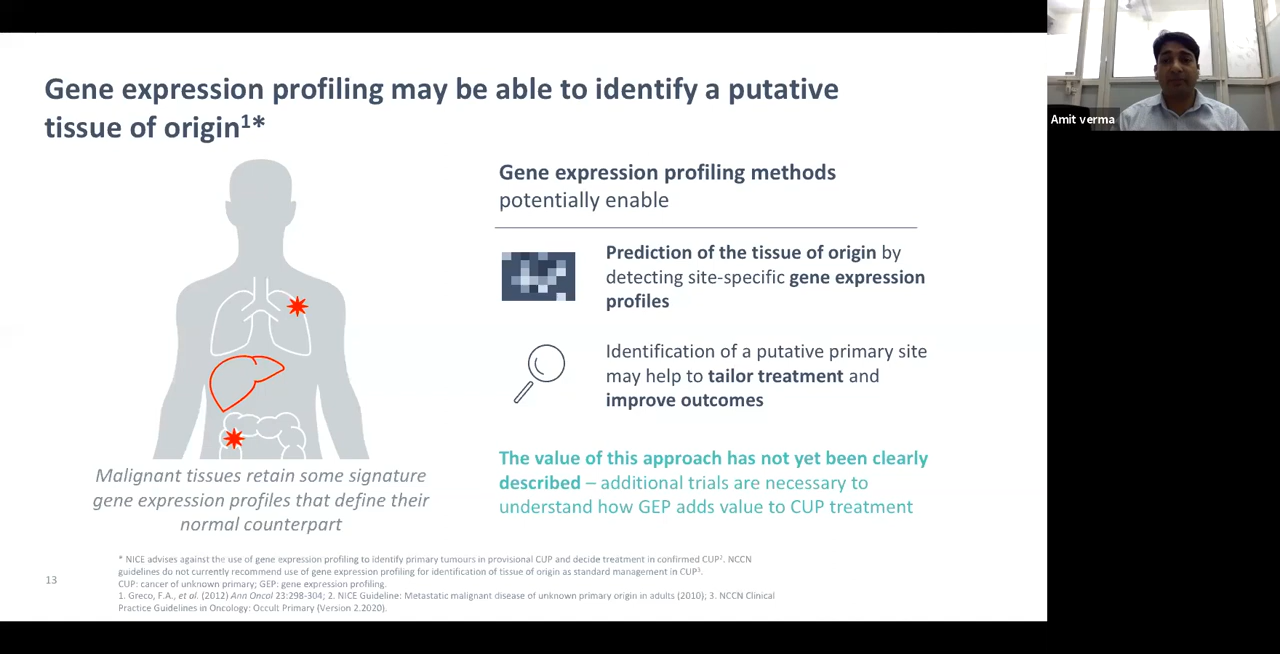 Gene expression profiling may be able to identify a putative
tissue of origin1*
Gene expression profiling methods
potentially enable
Prediction of the tissue of origin by
detecting site-specific gene expression
profiles
Identification of a putative primary site
may help to tailor treatment and
improve outcomes
The value of this approach has not yet been clearly
described – additional trials are necessary to
understand how GEP adds value to CUP treatment
Malignant tissues retain some signature
gene expression profiles that define their
normal counterpart
* NICE advises against the use of gene expression profiling to identify primary tumours in provisional CUP and decide treatment in confirmed CUP2. NCCN
guidelines do not currently recommend use of gene expression profiling for identification of tissue of origin as standard management in CUP3.
CUP: cancer of unknown primary; GEP: gene expression profiling.
1. Greco, F.A., et al. (2012) Ann Oncol 23:298-304; 2. NICE Guideline: Metastatic malignant disease of unknown primary origin in adults (2010); 3. NCCN Clinical
Practice Guidelines in Oncology: Occult Primary (Version 2.2020).
13
Amit verma